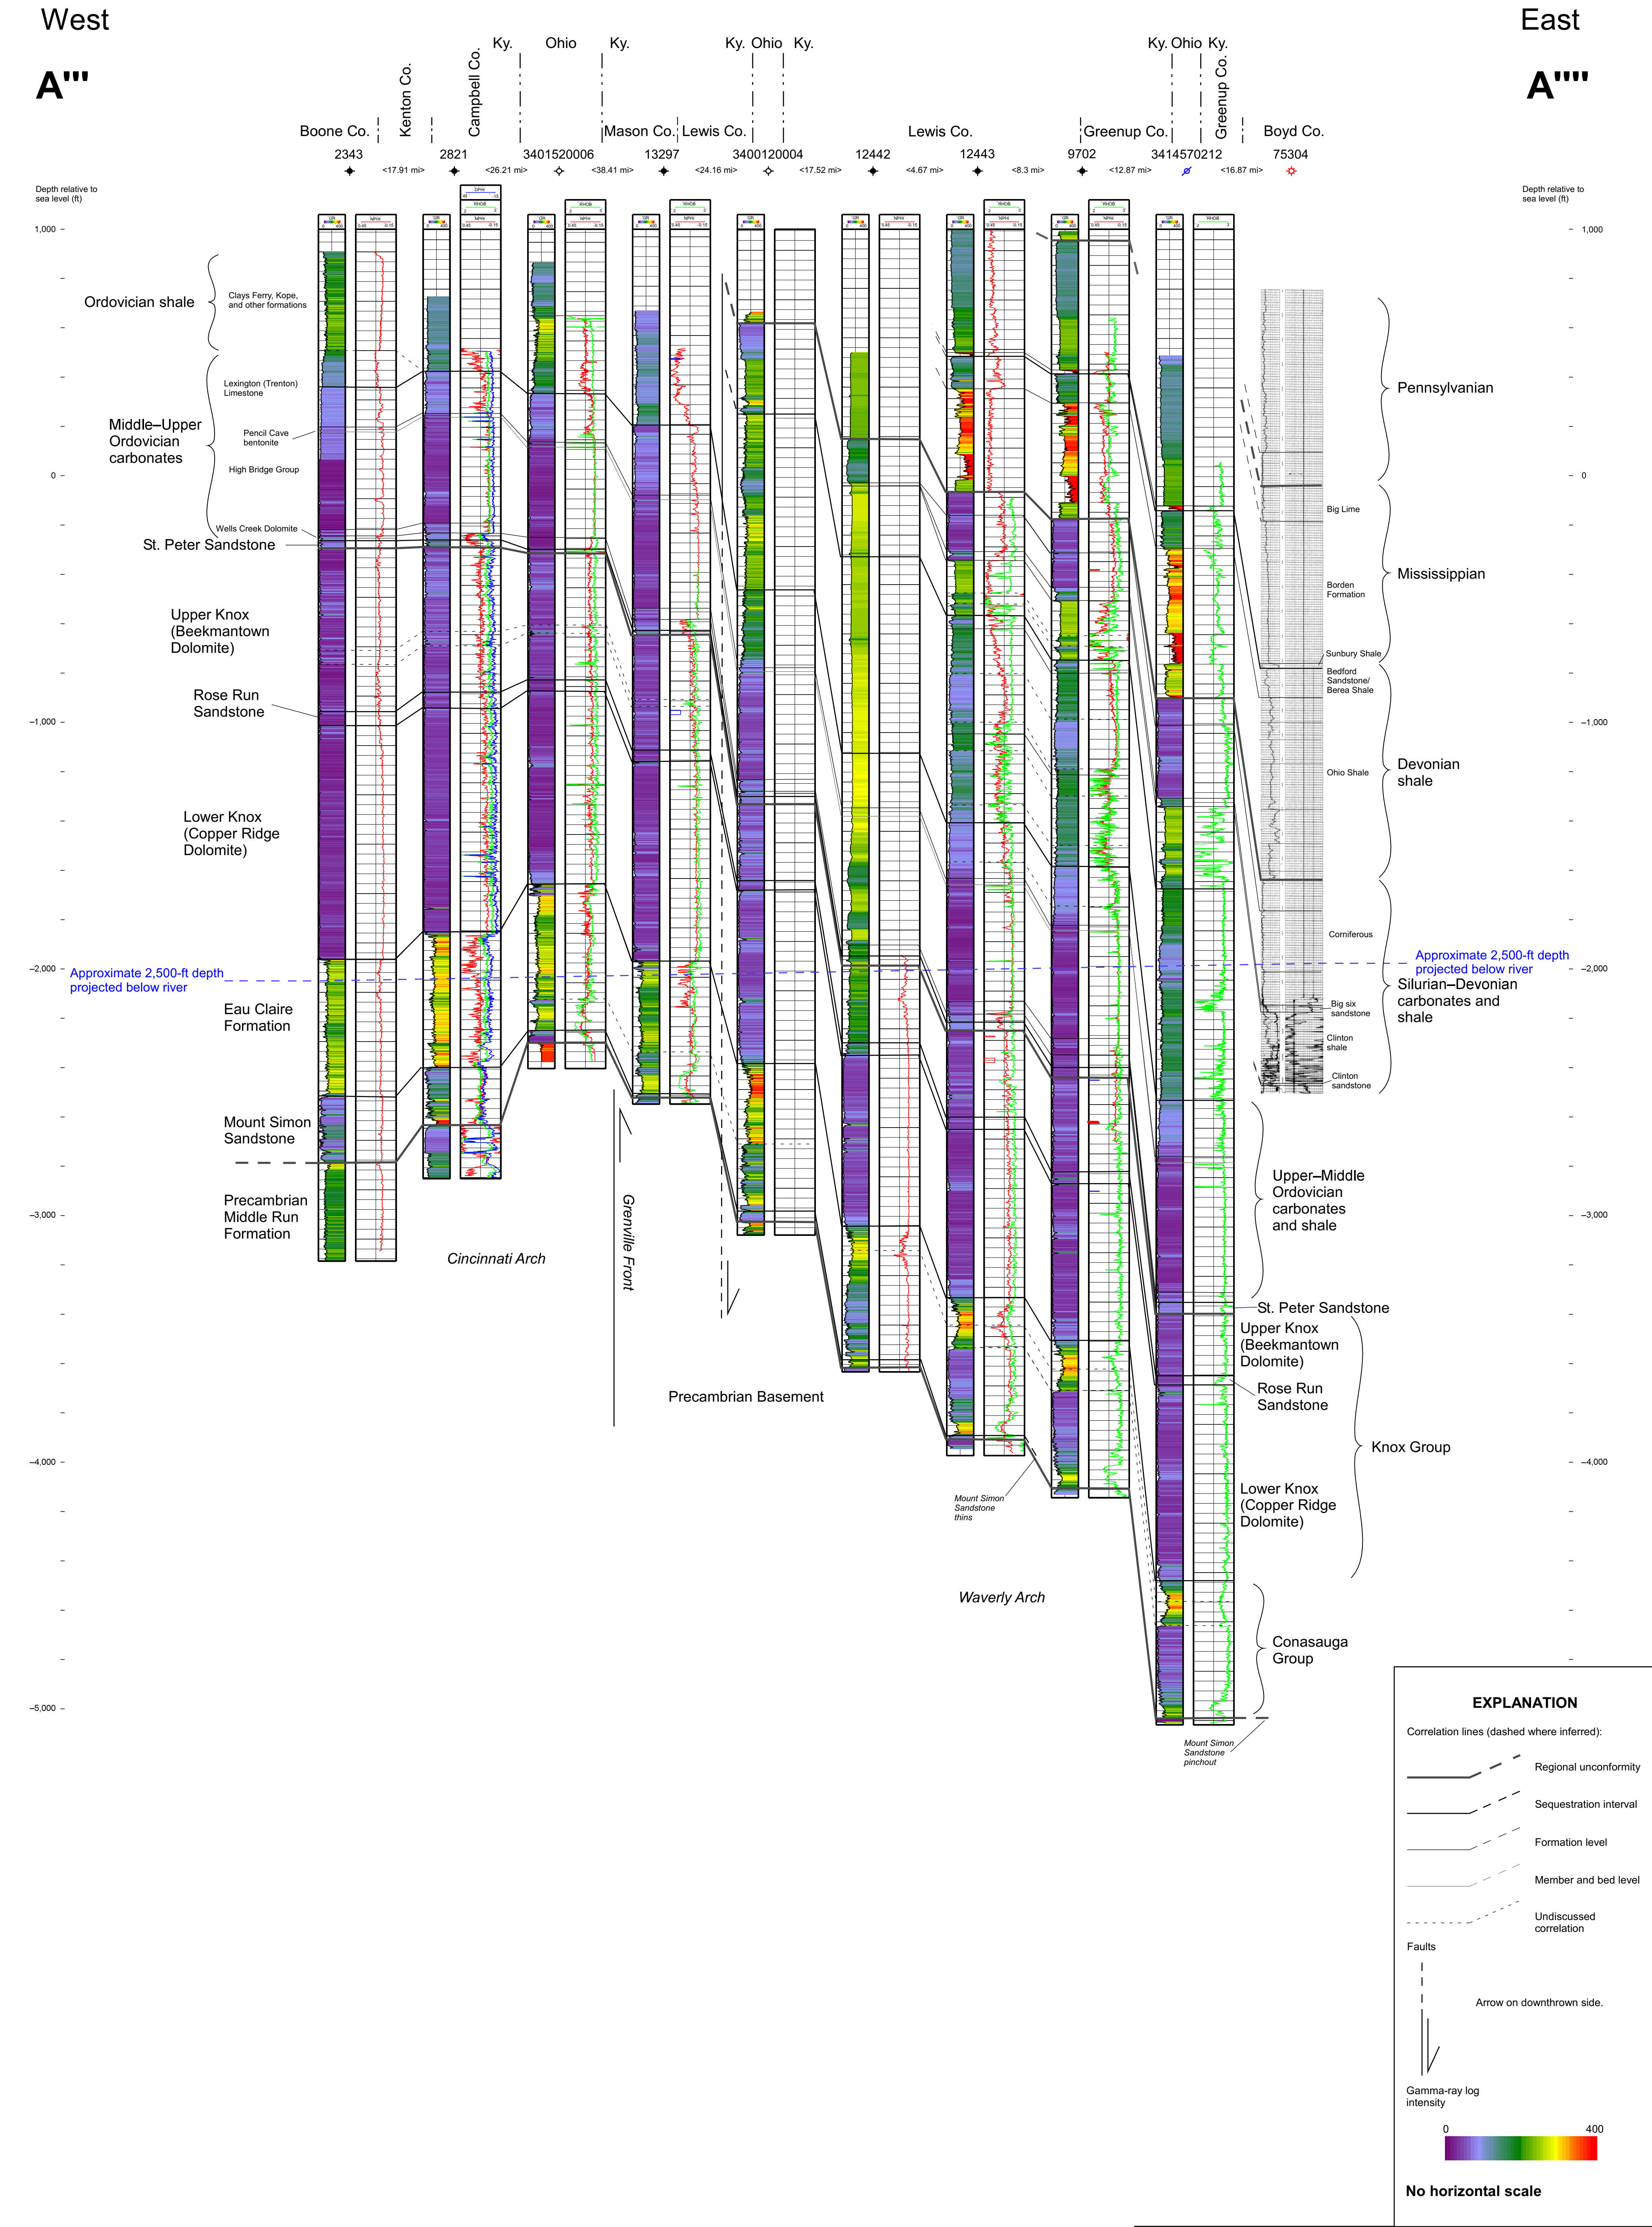 West
East
A'''
A''''
Ky.
Ohio
Ky.
Ky.
Ohio
Ky.
Ky.
Ohio
Ky.
Boone Co.
Kenton Co.
Campbell Co.
Mason Co.
Lewis Co.
Lewis Co.
Greenup Co.
Greenup Co.
Boyd Co.
2343
2821
3401520006
13297
3400120004
12442
12443
9702
3414570212
75304
<17.91 mi>
<26.21 mi>
<38.41 mi>
<24.16 mi>
<17.52 mi>
<4.67 mi>
<8.3 mi>
<12.87 mi>
<16.87 mi>
Depth relative to
sea level (ft)
Depth relative to
sea level (ft)
1,000
0
–1,000
–2,000
–3,000
–4,000
–5,000
1,000
0
–1,000
–2,000
–3,000
–4,000
Ordovician shale
Clays Ferry, Kope,
and other formations
Lexington (Trenton)
Limestone
Middle–Upper
Ordovician
carbonates
Pencil Cave
bentonite
High Bridge Group
Wells Creek Dolomite
St. Peter Sandstone
Upper Knox
(Beekmantown
Dolomite)
Rose Run
Sandstone
Lower Knox
(Copper Ridge
Dolomite)
Approximate 2,500-ft depth
projected below river
Eau Claire
Formation
Mount Simon
Sandstone
Precambrian
Middle Run
Formation
Cincinnati Arch
Grenville Front
Precambrian Basement
Waverly Arch
Mount Simon
Sandstone
thins
Mount Simon
Sandstone
pinchout
Pennsylvanian
Big Lime
Mississippian
Borden
Formation
Sunbury Shale
Bedford
Sandstone/
Berea Shale
Devonian
shale
Ohio Shale
Corniferous
Approximate 2,500-ft depth
projected below river
Silurian–Devonian
carbonates and
shale
Big six
sandstone
Clinton
shale
Clinton
sandstone
Upper–Middle
Ordovician
carbonates
and shale
St. Peter Sandstone
Upper Knox
(Beekmantown
Dolomite)
Rose Run
Sandstone
Knox Group
Lower Knox
(Copper Ridge
Dolomite)
Conasauga
Group
EXPLANATION
Correlation lines (dashed where inferred):
Regional unconformity
Sequestration interval
Formation level
Member and bed level
Undiscussed
correlation
Faults
Arrow on downthrown side.
Gamma-ray log
intensity
0
400
No horizontal scale